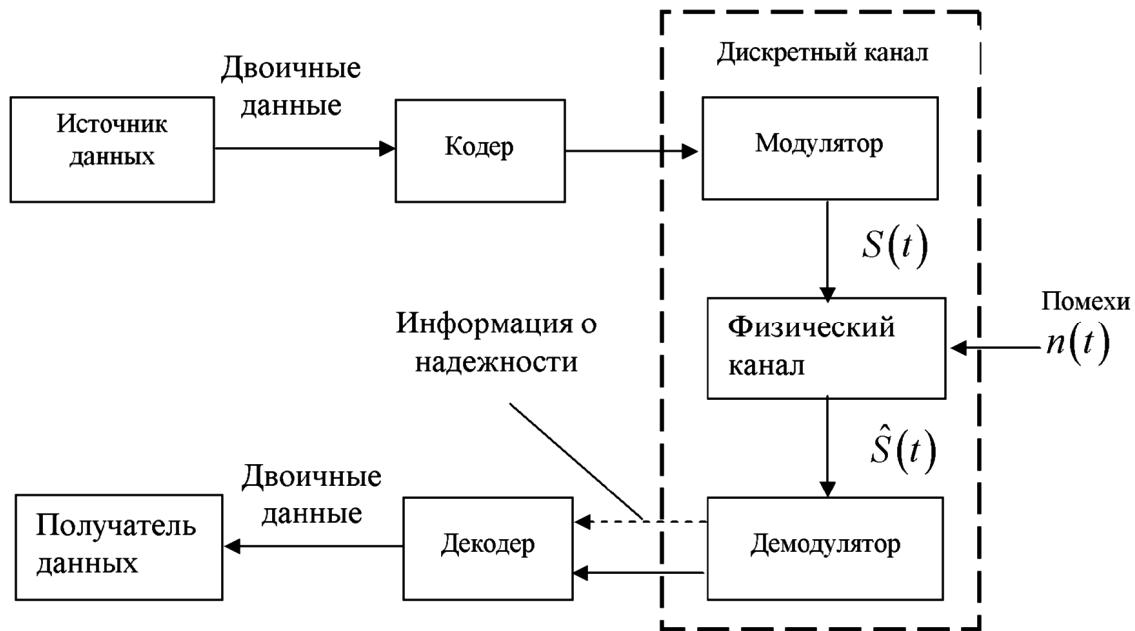 Дискретный канал
Двоичные
данные
Источник
данных
Кодер
Модулятор
S(t)
Помехи
n(t)
Физический
канал
Информация о
надежности
Ŝ(t)
Двоичные
данные
Получатель
данных
Декодер
Демодулятор